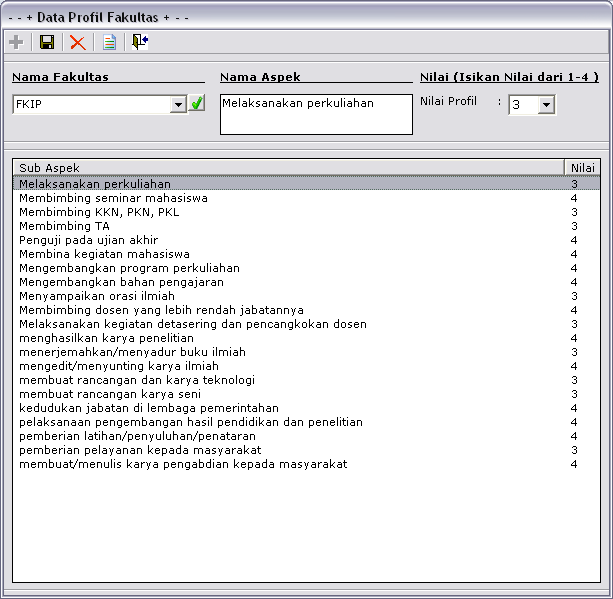 - - + Data Profil Fakultas + - -
Nama Fakultas
Nama Aspek
Nilai (Isikan Nilai dari 1-4 )
FKIP
Melaksanakan perkuliahan
Nilai Profil : 3
Sub Aspek Nilai
Melaksanakan perkuliahan 3
Membimbing seminar mahasiswa 4
Membimbing KKN, PKN, PKL 3
Membimbing TA 3
Penguji pada ujian akhir 4
Membina kegiatan mahasiswa 4
Mengembangkan program perkuliahan 4
Mengembangkan bahan pengajaran 4
Menyampaikan orasi ilmiah 3
Membimbing dosen yang lebih rendah jabatannya 4
Melaksanakan kegiatan detasering dan pencangkokan dosen 3
menghasilkan karya penelitian 4
menerjemahkan/menyadur buku ilmiah 3
mengedit/menyunting karya ilmiah 4
membuat rancangan dan karya teknologi 3
membuat rancangan karya seni 3
kedudukan jabatan di lembaga pemerintahan 4
pelaksanaan pengembangan hasil pendidikan dan penelitian 4
pemberian latihan/penyuluhan/penataran 4
pemberian pelayanan kepada masyarakat 3
membuat/menulis karya pengabdian kepada masyarakat 4